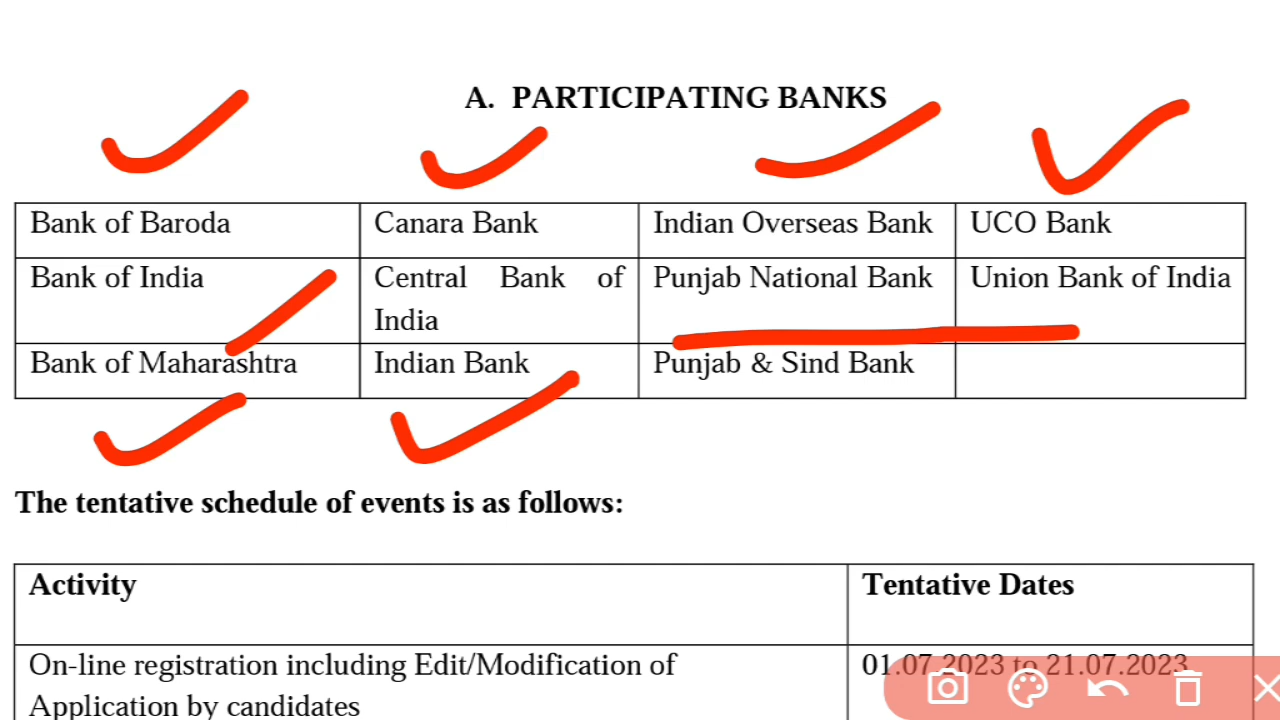 A. PARTICIPATING BANKS
Bank of Baroda Canara Bank Indian Overseas Bank UCO Bank
Bank of India Central Bank of India Punjab National Bank Union Bank of India
Bank of Maharashtra Indian Bank Punjab & Sind Bank
The tentative schedule of events is as follows:
Activity Tentative Dates
On-line registration including Edit/Modification of 01.07.2023 to 21.07.2023
Application by candidates